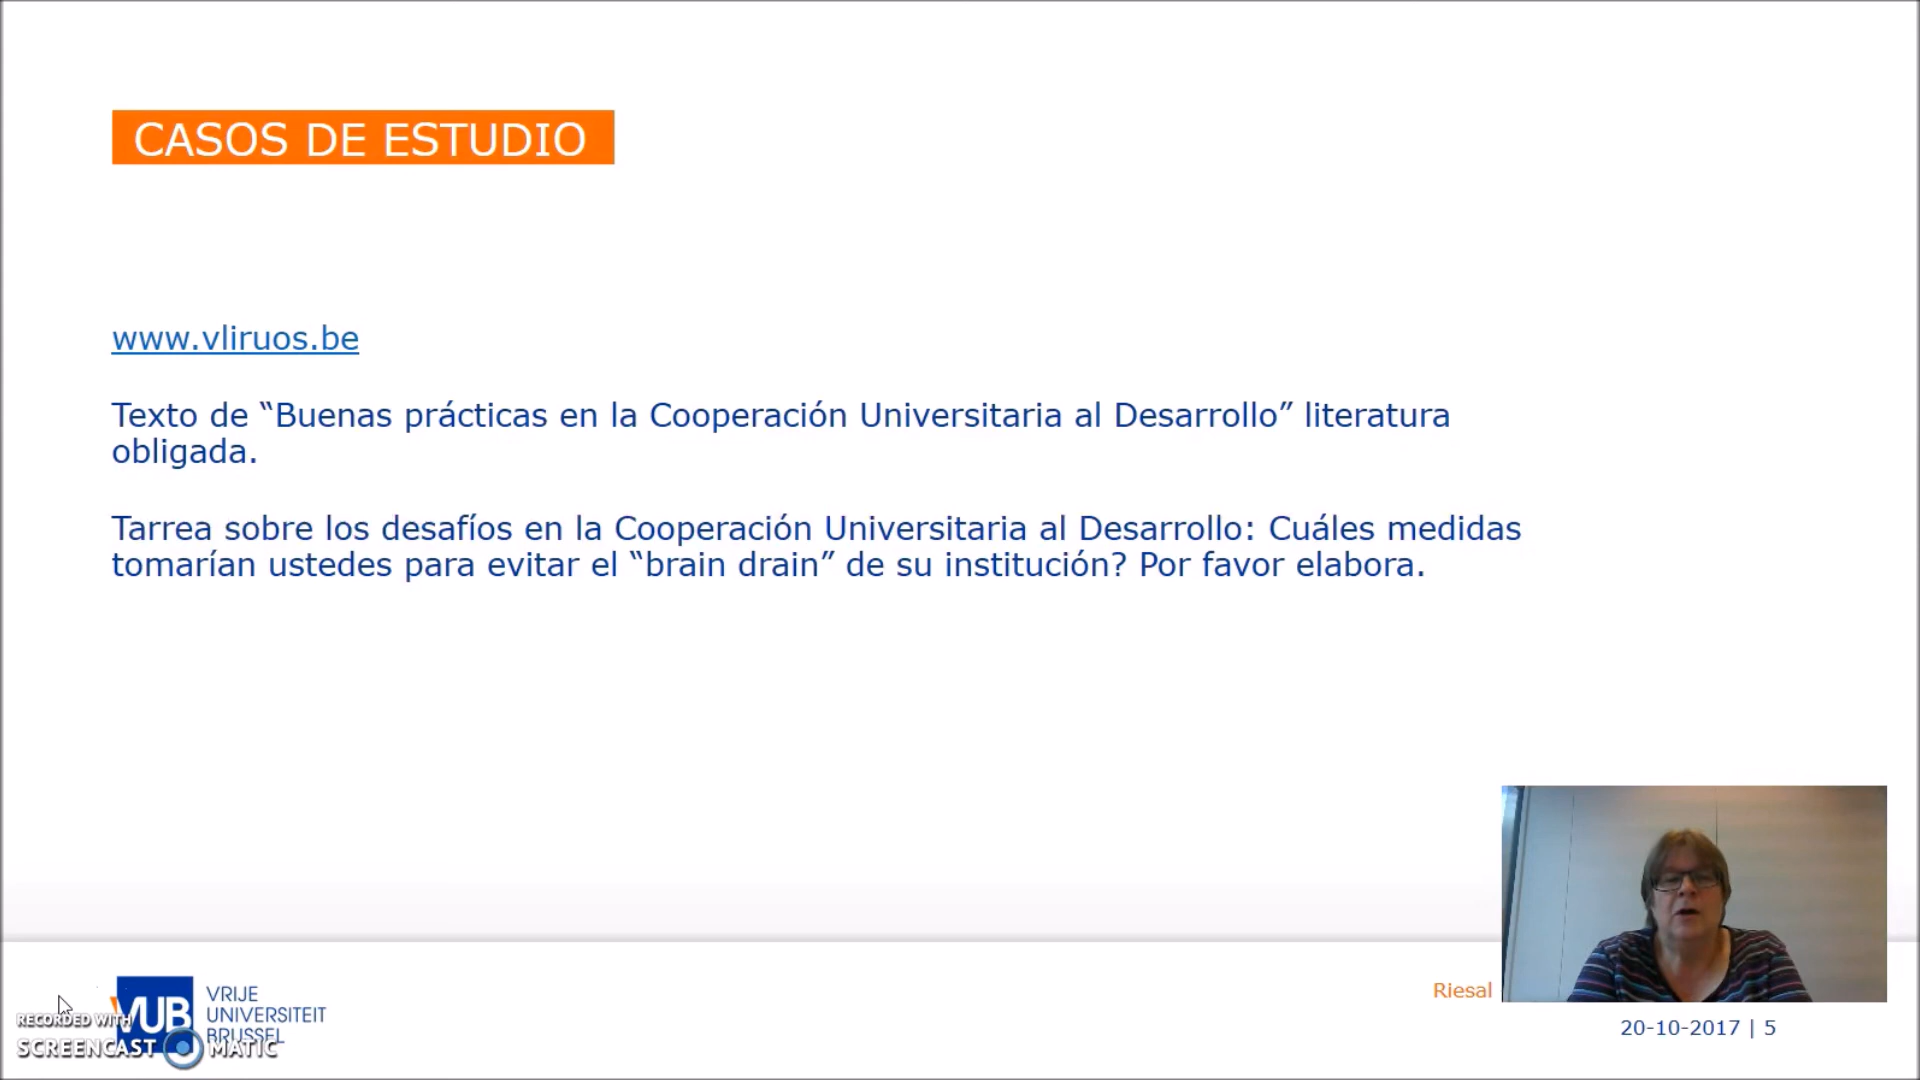 CASOS DE ESTUDIO
www.vliruos.be
Texto de “Buenas prácticas en la Cooperación Universitaria al Desarrollo” literatura
obligada.
Tarrea sobre los desafíos en la Cooperación Universitaria al Desarrollo: Cuáles medidas
tomarían ustedes para evitar el “brain drain” de su institución? Por favor elabora.
VUB
VRIJE
UNIVERSITEIT
BRUSSEL
RECORDED WITH
SCREENCAST MATIC
Riesal
20-10-2017 | 5